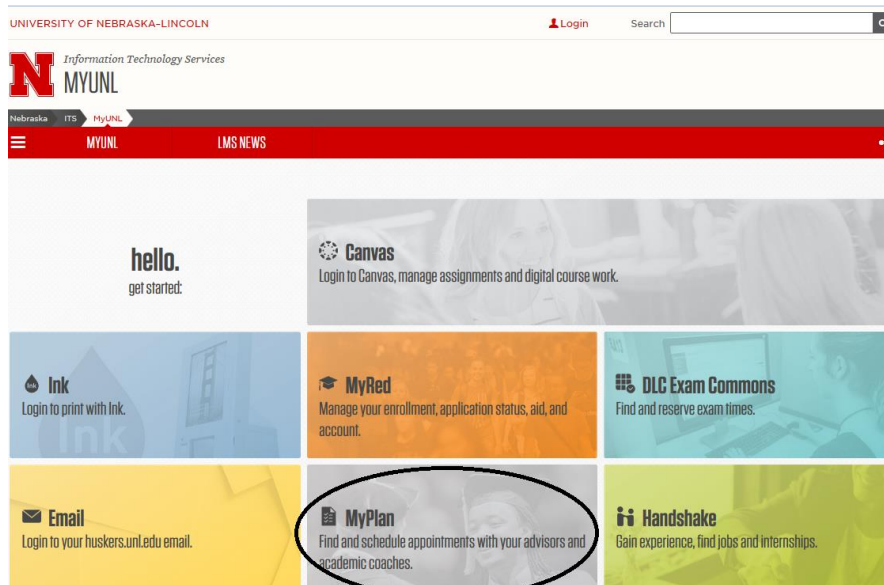 UNIVERSITY OF NEBRASKA–LINCOLN
Login
Search
N
Information Technology Services
MYUNL
Nebraska
ITS
MyUNL
MYUNL
LMS NEWS
hello.
get started:
Canvas
Login to Canvas, manage assignments and digital course work.
Ink
Ink
Login to print with Ink.
Ink
MyRed
Manage your enrollment, application status, aid, and
account.
DLC Exam Commons
Find and reserve exam times.
Email
Login to your huskers.unl.edu email.
MyPlan
Find and schedule appointments with your advisors and
academic coaches.
Handshake
Gain experience, find jobs and internships.